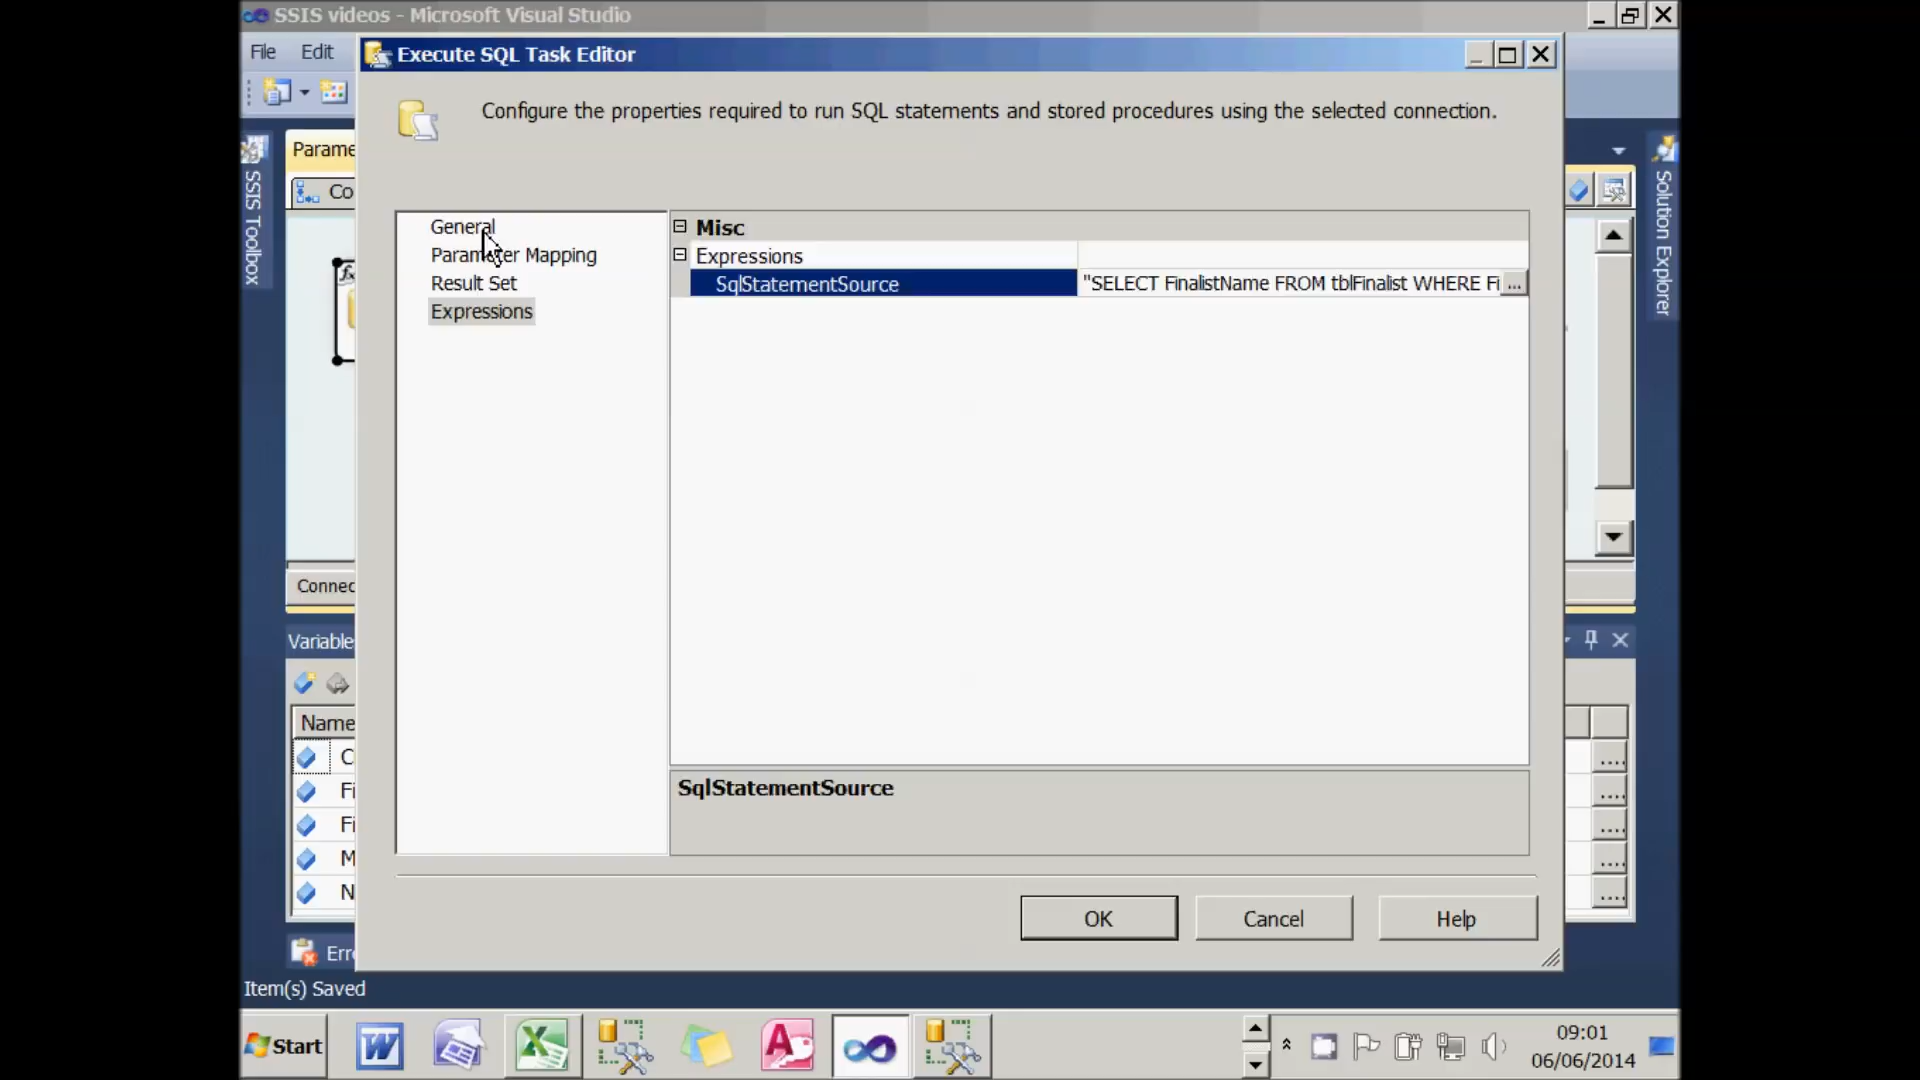 SSIS videos - Microsoft Visual Studio
File Edit
Execute SQL Task Editor
Configure the properties required to run SQL statements and stored procedures using the selected connection.
SSIS Toolbox
Solution Explorer
Parame
Co
General
Parameter Mapping
Result Set
Expressions
Misc
Expressions
SqlStatementSource "SELECT FinalistName FROM tblFinalist WHERE Fi ...
Connec
Variable
Name
C
Fi
Fi
M
N
SqlStatementSource
OK Cancel Help
Erro
Item(s) Saved
Start
09:01
06/06/2014